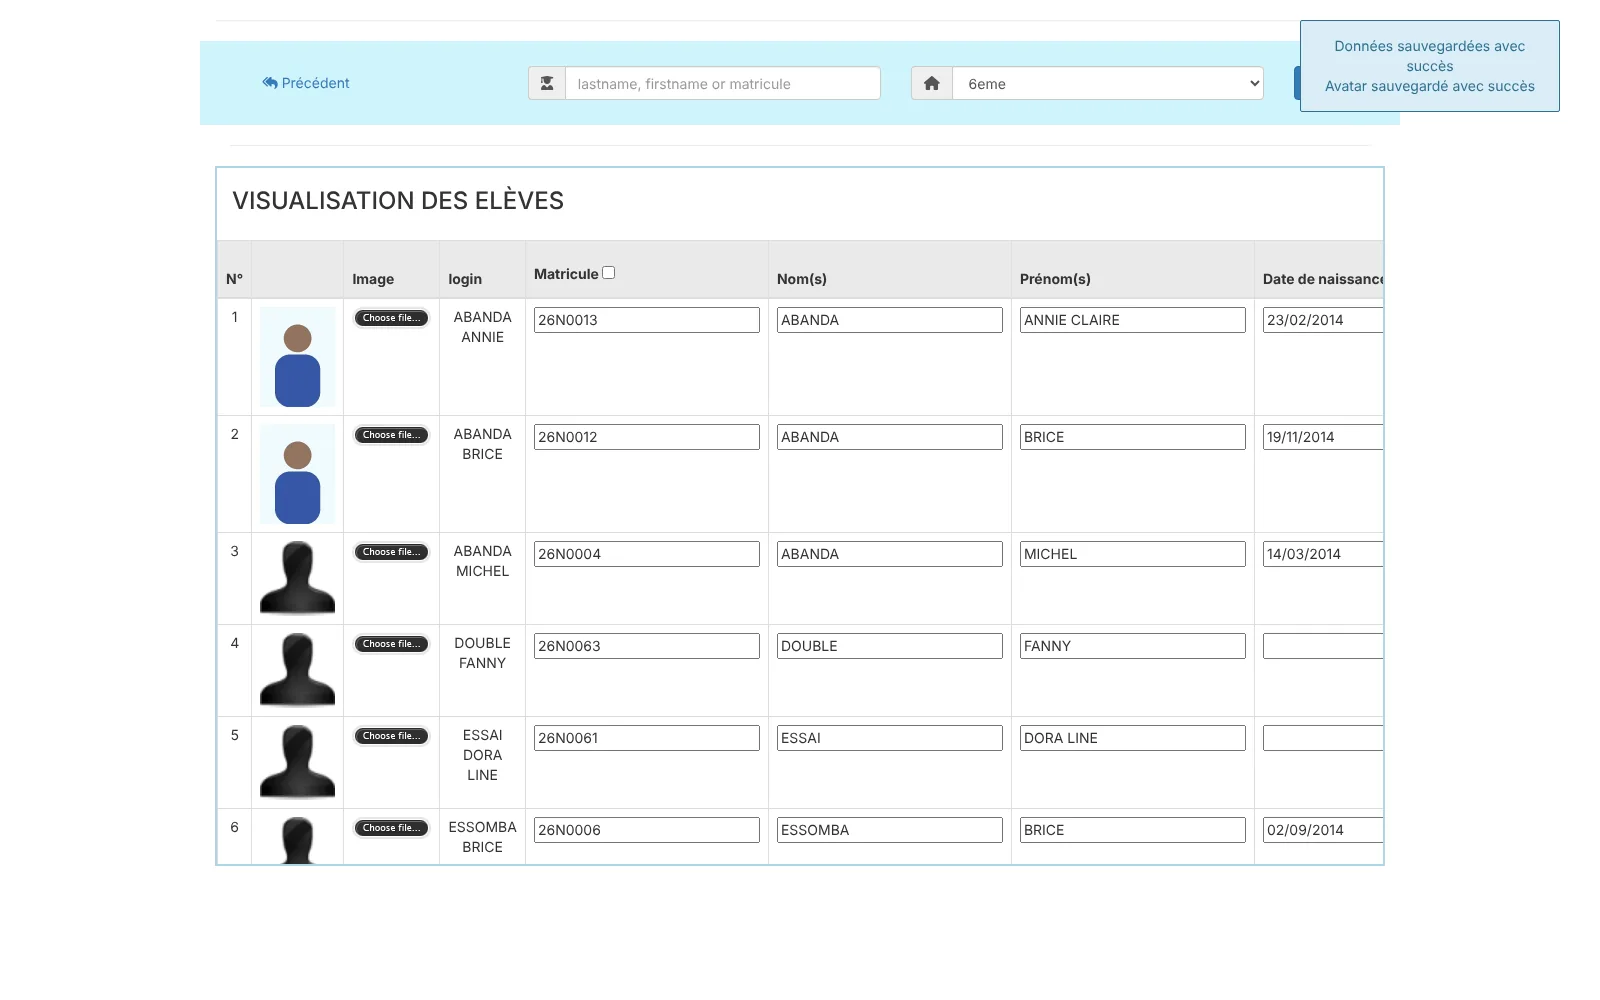 Données sauvegardées avec
succès
Avatar sauvegardé avec succès
Précédent
lastname, firstname or matricule
6eme
VISUALISATION DES ELÈVES
N° Image login Matricule Nom(s) Prénom(s) Date de naissance
1 Choose file... ABANDA ANNIE 26N0013 ABANDA ANNIE CLAIRE 23/02/2014
2 Choose file... ABANDA BRICE 26N0012 ABANDA BRICE 19/11/2014
3 Choose file... ABANDA MICHEL 26N0004 ABANDA MICHEL 14/03/2014
4 Choose file... DOUBLE FANNY 26N0063 DOUBLE FANNY
5 Choose file... ESSAI DORA LINE 26N0061 ESSAI DORA LINE
6 Choose file... ESSOMBA BRICE 26N0006 ESSOMBA BRICE 02/09/2014